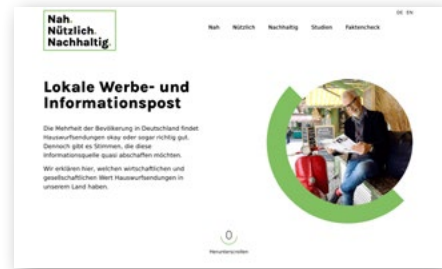 DE EN
Nah.
Nützlich.
Nachhaltig.
Nah Nützlich Nachhaltig Studien Faktencheck
Lokale Werbe- und
Informationspost
Die Mehrheit der Bevölkerung in Deutschland findet
Hauswurfsendungen okay oder sogar richtig gut.
Dennoch gibt es Stimmen, die diese
Informationsquelle quasi abschaffen möchten.
Wir erklären hier, welchen wirtschaftlichen und
gesellschaftlichen Wert Hauswurfsendungen in
unserem Land haben.
Herunterscrollen